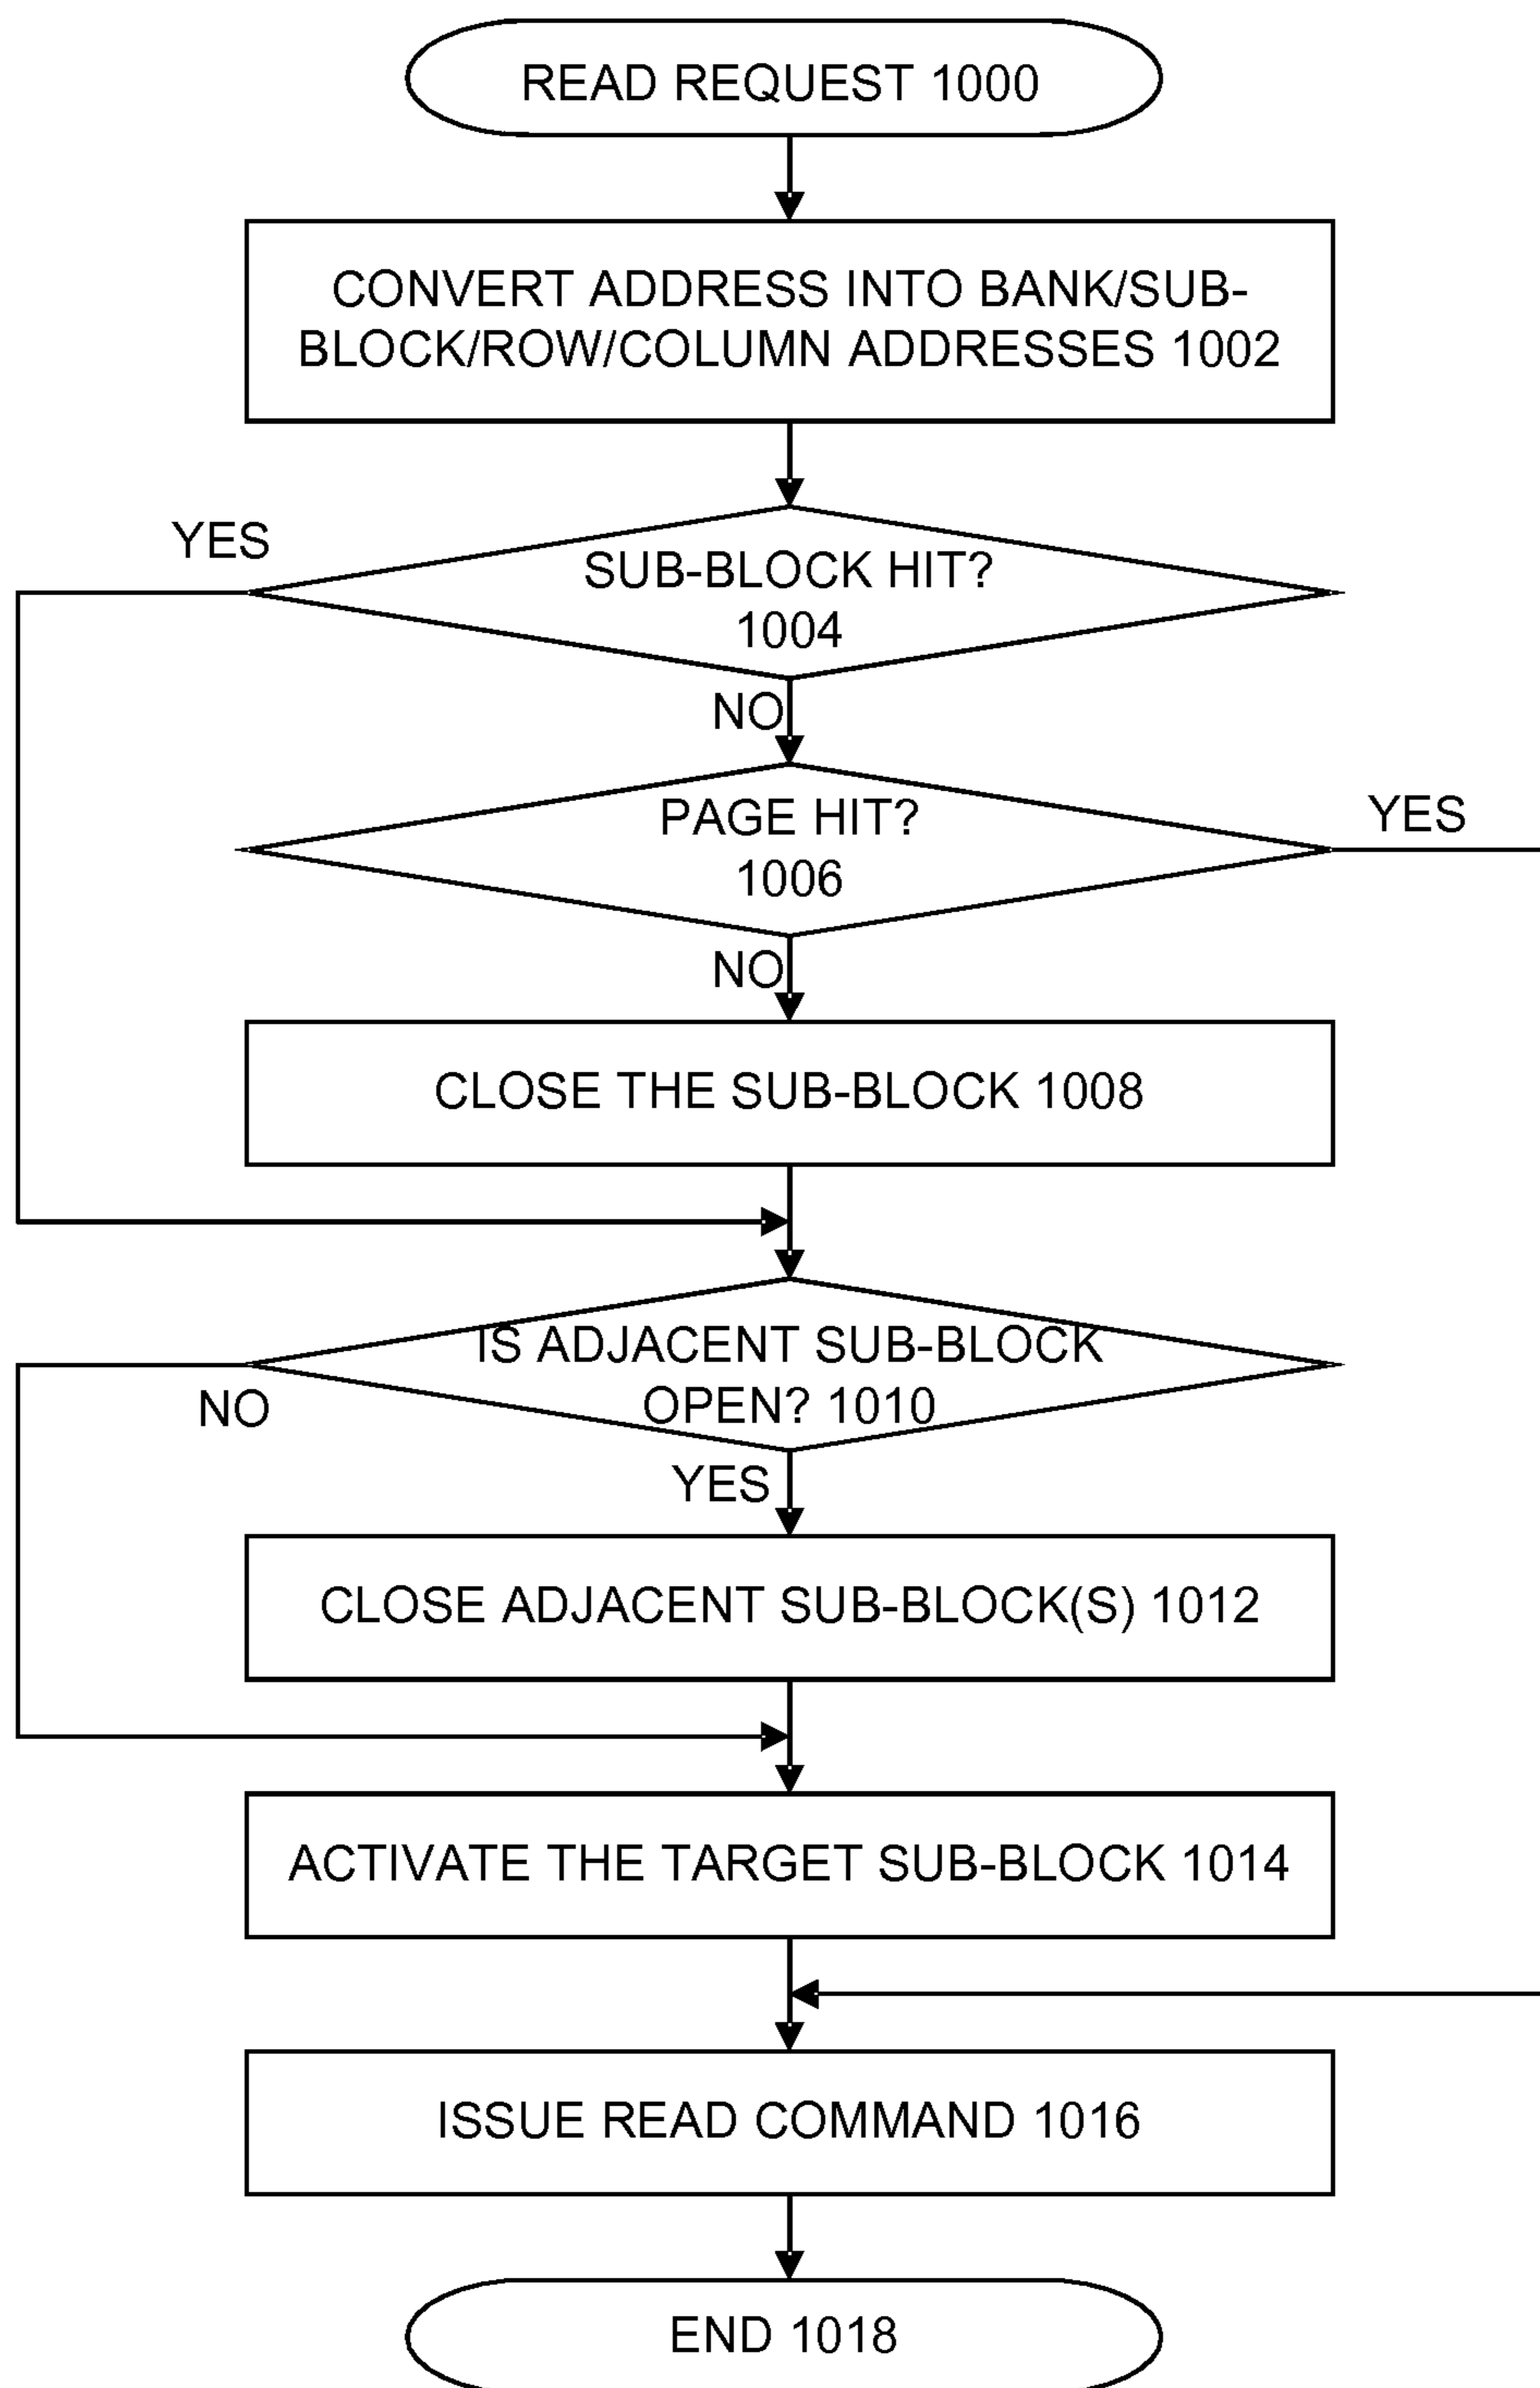 READ REQUEST 1000
CONVERT ADDRESS INTO BANK/SUB-
BLOCK/ROW/COLUMN ADDRESSES 1002
YES
SUB-BLOCK HIT?
1004
NO
PAGE HIT?
YES
1006
NO
CLOSE THE SUB-BLOCK 1008
IS ADJACENT SUB-BLOCK
OPEN? 1010
NO
YES
CLOSE ADJACENT SUB-BLOCK(S) 1012
ACTIVATE THE TARGET SUB-BLOCK 1014
ISSUE READ COMMAND 1016
END 1018